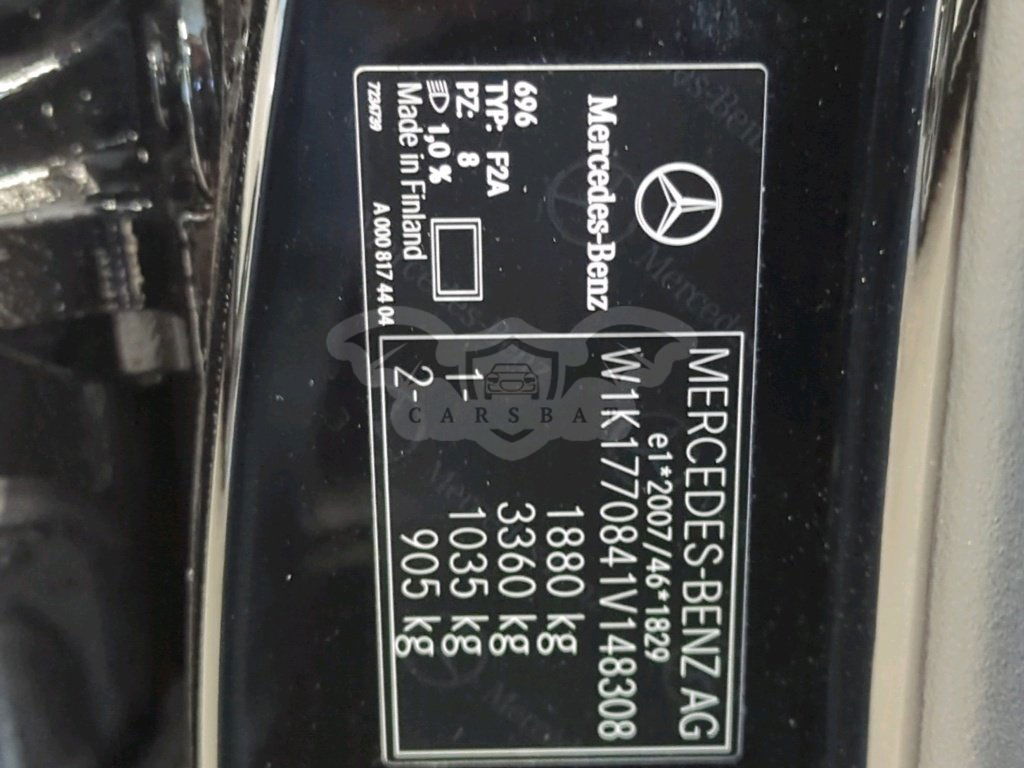 Mercedes-Benz
696
TYP: F2A
PZ: 8
1,0 %
Made in Finland
7234739 A 000 817 44 04
MERCEDES-BENZ AG
e1*2007/46*1829
W1K1770841V148308
1880 kg
3360 kg
1- 1035 kg
2- 905 kg
CARSBA